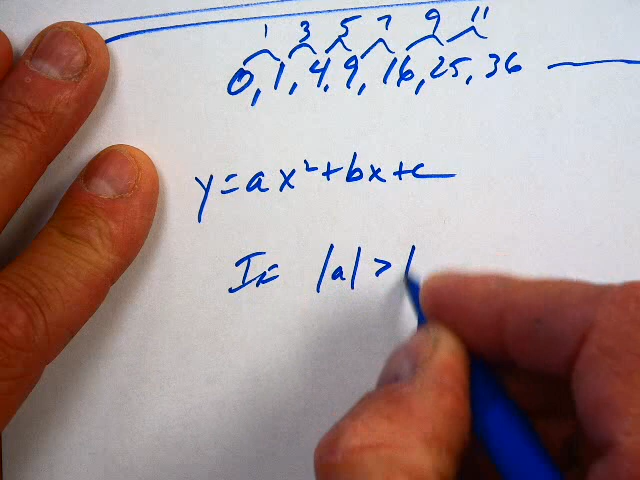 1 3 5 7 9 11
0, 1, 4, 9, 16, 25, 36
y = ax² + bx + c
IF |a| > 1